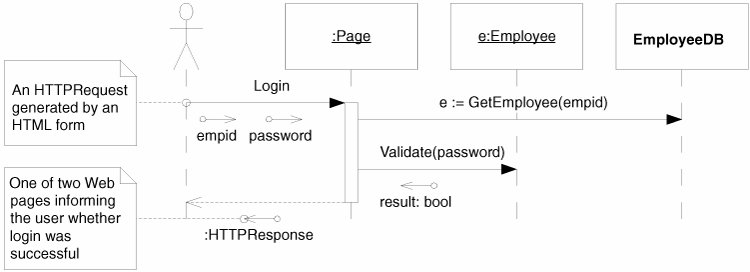 :Page
e:Employee
EmployeeDB
An HTTPRequest
generated by an
HTML form
Login
empid
password
e := GetEmployee(empid)
Validate(password)
result: bool
One of two Web
pages informing
the user whether
login was
successful
:HTTPResponse